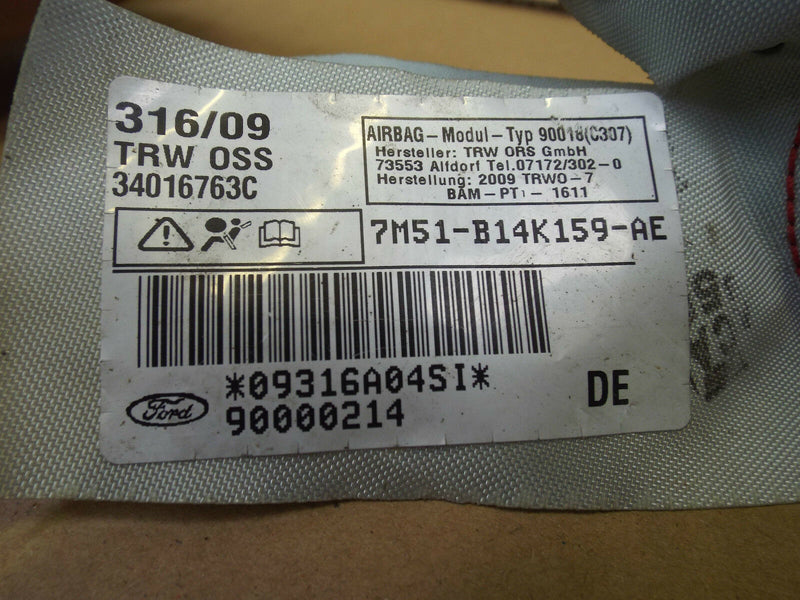 316/09
TRW OSS
34016763C
AIRBAG-Modul-Typ 90018(C307)
Hersteller: TRW ORS GmbH
73553 Alfdorf Tel.07172/302-0
Herstellung: 2009 TRWO-7
BAM-PT1- 1611
7M51-B14K159-AE
*09316A04SI*
Ford
90000214
DE